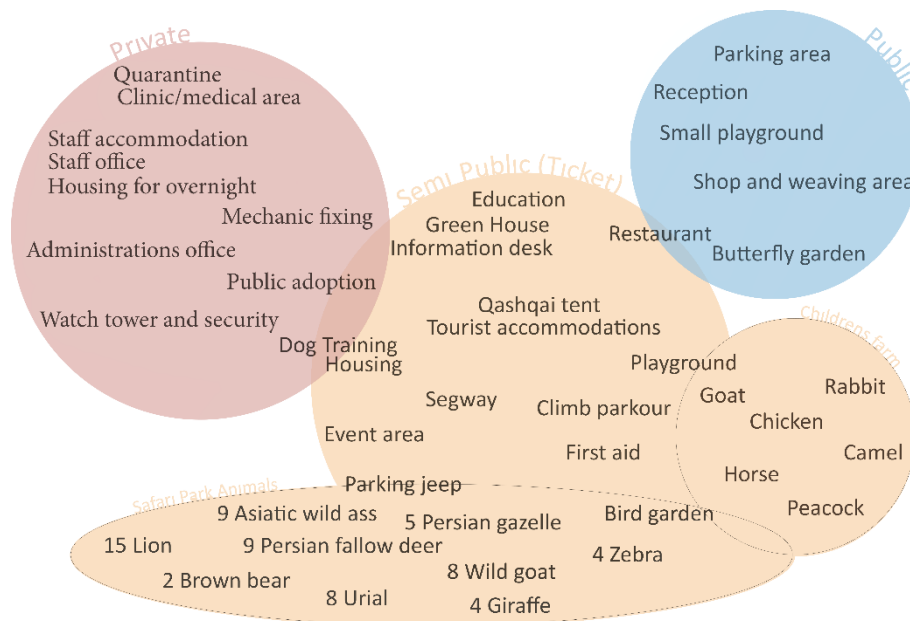 Private
Quarantine
Clinic/medical area
Staff accommodation
Staff office
Housing for overnight
Mechanic fixing
Administrations office
Public adoption
Watch tower and security
Dog Training
Housing
Semi Public (Ticket)
Education
Green House
Information desk
Restaurant
Qashqai tent
Tourist accommodations
Playground
Segway
Climb parkour
Event area
First aid
Parking jeep
Public
Parking area
Reception
Small playground
Shop and weaving area
Butterfly garden
Childrens farm
Rabbit
Goat
Chicken
Camel
Horse
Peacock
Safari Park Animals
9 Asiatic wild ass
5 Persian gazelle
Bird garden
15 Lion
9 Persian fallow deer
4 Zebra
2 Brown bear
8 Wild goat
8 Urial
4 Giraffe